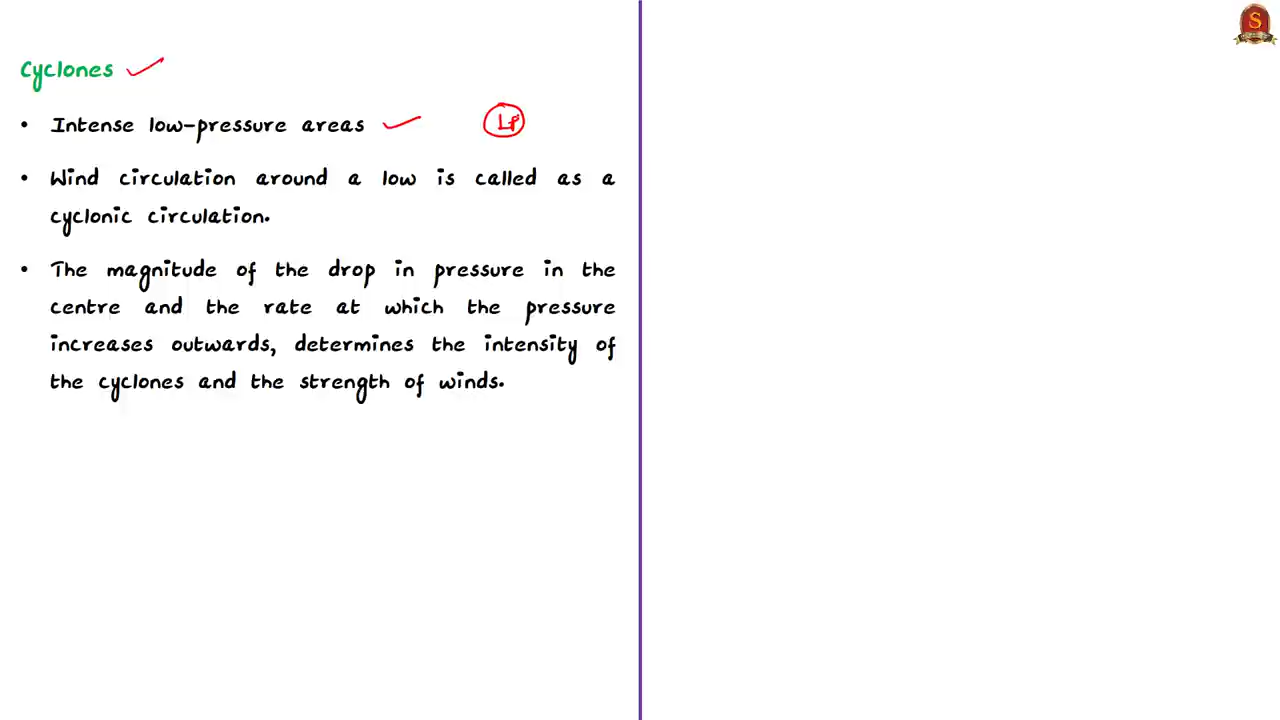 S
Cyclones
• Intense low-pressure areas
LP
• Wind circulation around a low is called as a
cyclonic circulation.
• The magnitude of the drop in pressure in the
centre and the rate at which the pressure
increases outwards, determines the intensity of
the cyclones and the strength of winds.